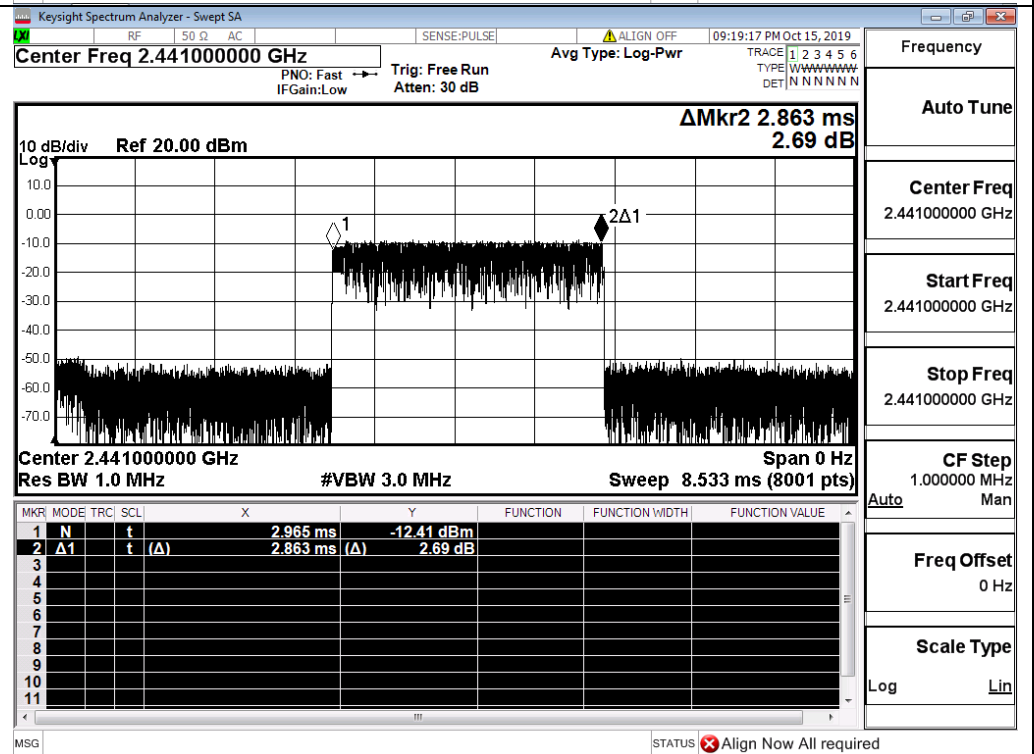 Keysight Spectrum Analyzer - Swept SA
LXI RF 50 Ω AC SENSE:PULSE ALIGN OFF 09:19:17 PM Oct 15, 2019
Center Freq 2.441000000 GHz
PNO: Fast
IFGain:Low
Trig: Free Run
Atten: 30 dB
Avg Type: Log-Pwr
TRACE 1 2 3 4 5 6
TYPE WWWWWW
DET N N N N N N
ΔMkr2 2.863 ms
2.69 dB
10 dB/div Ref 20.00 dBm
Log
10.0
0.00
-10.0
-20.0
-30.0
-40.0
-50.0
-60.0
-70.0
1
2Δ1
Center 2.441000000 GHz Span 0 Hz
Res BW 1.0 MHz #VBW 3.0 MHz Sweep 8.533 ms (8001 pts)
MKR MODE TRC SCL X Y FUNCTION FUNCTION WIDTH FUNCTION VALUE
1 N t 2.965 ms -12.41 dBm
2 Δ1 t (Δ) 2.863 ms (Δ) 2.69 dB
3
4
5
6
7
8
9
10
11
MSG STATUS Align Now All required
Frequency
Auto Tune
Center Freq
2.441000000 GHz
Start Freq
2.441000000 GHz
Stop Freq
2.441000000 GHz
CF Step
1.000000 MHz
Auto Man
Freq Offset
0 Hz
Scale Type
Log Lin